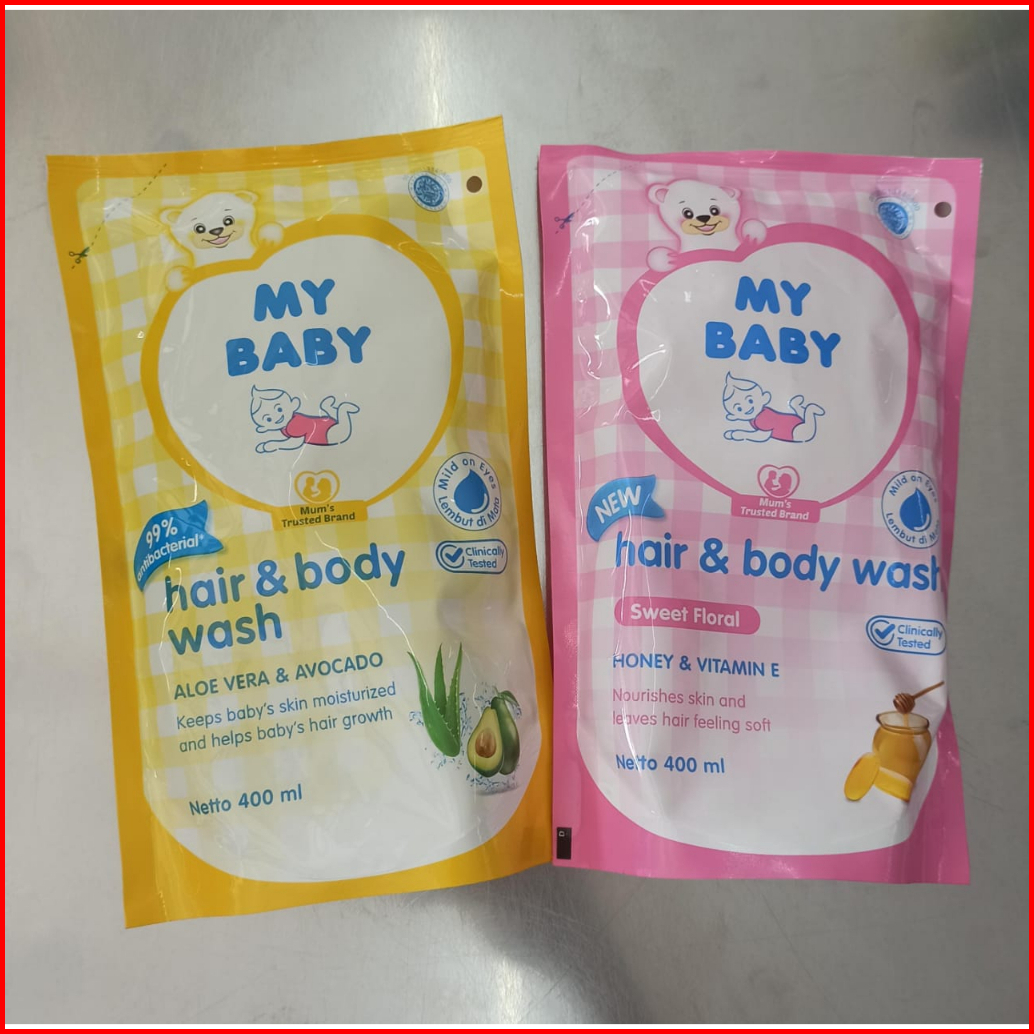 MY
BABY
Mum's
Trusted Brand
Mild on Eyes
Lembut di Mata
99%
antibacterial*
Clinically
Tested
hair & body
wash
ALOE VERA & AVOCADO
Keeps baby's skin moisturized
and helps baby's hair growth
Netto 400 ml
MY
BABY
Mum's
Trusted Brand
Mild on Eyes
Lembut di Mata
NEW
hair & body wash
Sweet Floral
Clinically
Tested
HONEY & VITAMIN E
Nourishes skin and
leaves hair feeling soft
Netto 400 ml
D